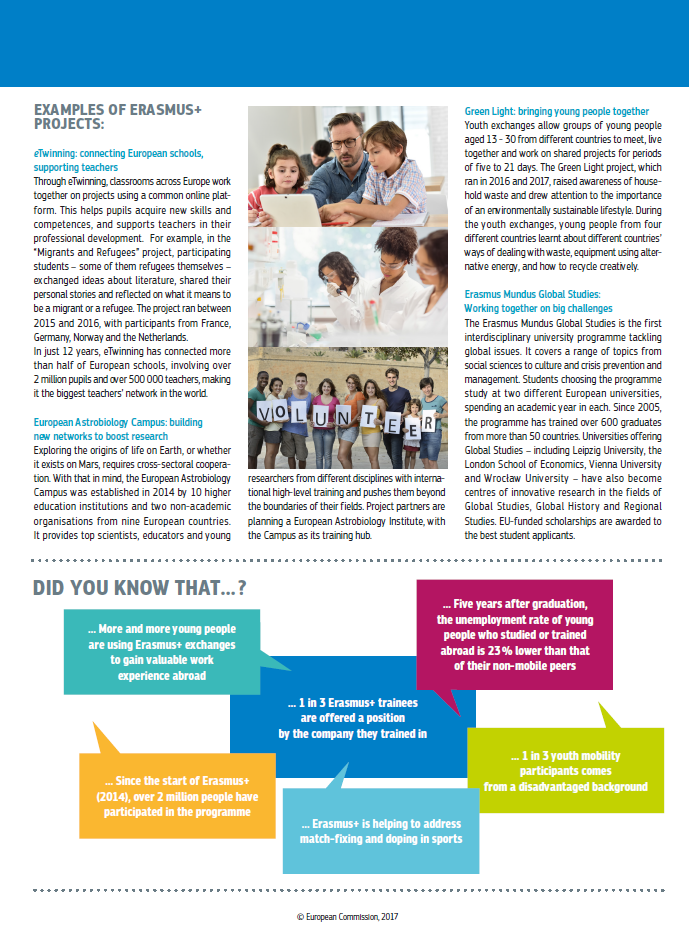 EXAMPLES OF ERASMUS+
PROJECTS:
eTwinning: connecting European schools,
supporting teachers
Through eTwinning, classrooms across Europe work
together on projects using a common online plat-
form. This helps pupils acquire new skills and
competences, and supports teachers in their
professional development. For example, in the
“Migrants and Refugees” project, participating
students – some of them refugees themselves –
exchanged ideas about literature, shared their
personal stories and reflected on what it means to
be a migrant or a refugee. The project ran between
2015 and 2016, with participants from France,
Germany, Norway and the Netherlands.
In just 12 years, eTwinning has connected more
than half of European schools, involving over
2 million pupils and over 500 000 teachers, making
it the biggest teachers’ network in the world.
European Astrobiology Campus: building
new networks to boost research
Exploring the origins of life on Earth, or whether
it exists on Mars, requires cross-sectoral coopera-
tion. With that in mind, the European Astrobiology
Campus was established in 2014 by 10 higher
education institutions and two non-academic
organisations from nine European countries.
It provides top scientists, educators and young
VOLUNTEER
researchers from different disciplines with interna-
tional high-level training and pushes them beyond
the boundaries of their fields. Project partners are
planning a European Astrobiology Institute, with
the Campus as its training hub.
Green Light: bringing young people together
Youth exchanges allow groups of young people
aged 13 - 30 from different countries to meet, live
together and work on shared projects for periods
of five to 21 days. The Green Light project, which
ran in 2016 and 2017, raised awareness of house-
hold waste and drew attention to the importance
of an environmentally sustainable lifestyle. During
the youth exchanges, young people from four
different countries learnt about different countries’
ways of dealing with waste, equipment using alter-
native energy, and how to recycle creatively.
Erasmus Mundus Global Studies:
Working together on big challenges
The Erasmus Mundus Global Studies is the first
interdisciplinary university programme tackling
global issues. It covers a range of topics from
social sciences to culture and crisis prevention and
management. Students choosing the programme
study at two different European universities,
spending an academic year in each. Since 2005,
the programme has trained over 600 graduates
from more than 50 countries. Universities offering
Global Studies – including Leipzig University, the
London School of Economics, Vienna University
and Wrocław University – have also become
centres of innovative research in the fields of
Global Studies, Global History and Regional
Studies. EU-funded scholarships are awarded to
the best student applicants.
DID YOU KNOW THAT...?
... More and more young people
are using Erasmus+ exchanges
to gain valuable work
experience abroad
... Five years after graduation,
the unemployment rate of young
people who studied or trained
abroad is 23 % lower than that
of their non-mobile peers
... 1 in 3 Erasmus+ trainees
are offered a position
by the company they trained in
... Since the start of Erasmus+
(2014), over 2 million people have
participated in the programme
... 1 in 3 youth mobility
participants comes
from a disadvantaged background
... Erasmus+ is helping to address
match-fixing and doping in sports
© European Commission, 2017